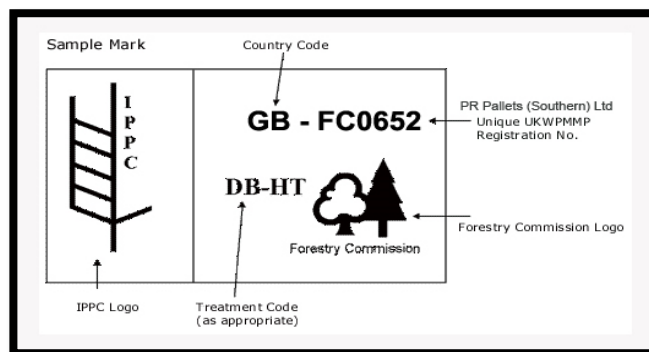 Sample Mark
Country Code
I
P
P
C
GB - FC0652
PR Pallets (Southern) Ltd
Unique UKWPMMP
Registration No.
DB-HT
Forestry Commission
Forestry Commission Logo
IPPC Logo
Treatment Code
(as appropriate)